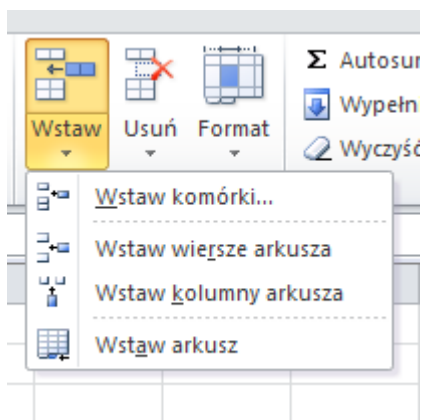 Wstaw Usuń Format
Σ Autosum
Wypełn
Wyczyść
Wstaw komórki...
Wstaw wiersze arkusza
Wstaw kolumny arkusza
Wstaw arkusz